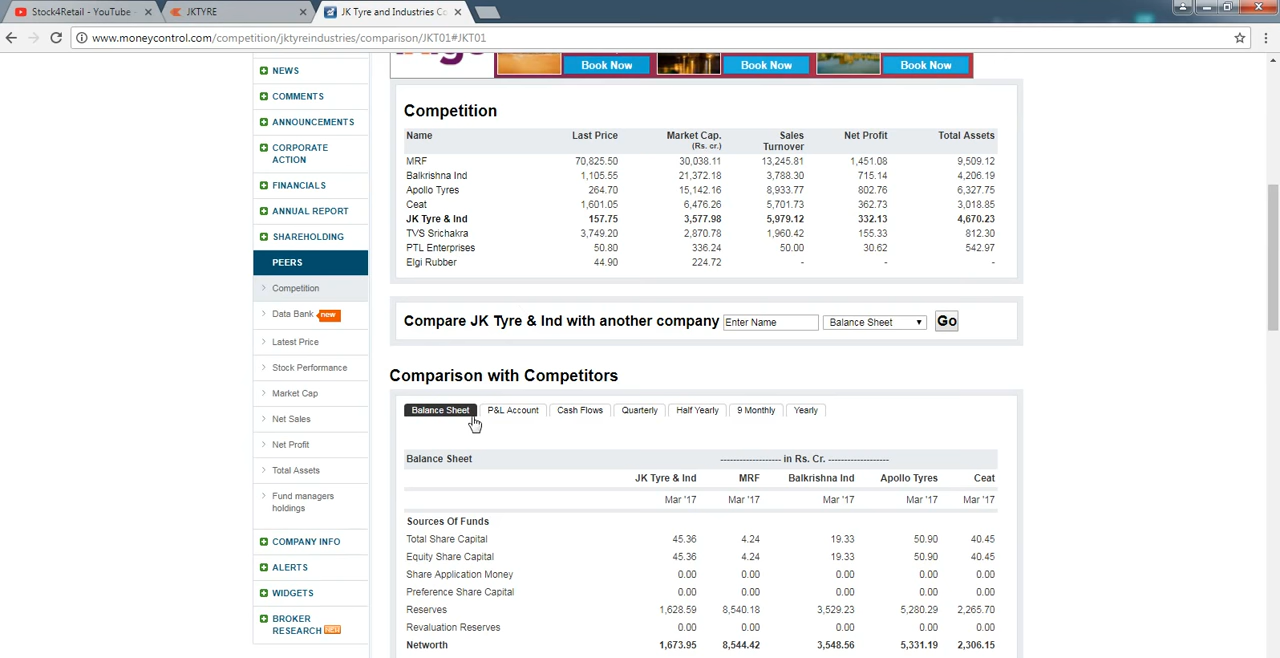 Stock4Retail - YouTube
JKTYRE
JK Tyre and Industries Co
www.moneycontrol.com/competition/jktyreindustries/comparison/JKT01#JKT01
Book Now
Book Now
Book Now
NEWS
COMMENTS
ANNOUNCEMENTS
CORPORATE
ACTION
FINANCIALS
ANNUAL REPORT
SHAREHOLDING
PEERS
Competition
Data Bank new
Latest Price
Stock Performance
Market Cap
Net Sales
Net Profit
Total Assets
Fund managers
holdings
COMPANY INFO
ALERTS
WIDGETS
BROKER
RESEARCH
Competition
Name Last Price Market Cap. Sales Net Profit Total Assets
(Rs. cr.) Turnover
MRF 70,825.50 30,038.11 13,245.81 1,451.08 9,509.12
Balkrishna Ind 1,105.55 21,372.18 3,788.30 715.14 4,206.19
Apollo Tyres 264.70 15,142.16 8,933.77 802.76 6,327.75
Ceat 1,601.05 6,476.26 5,701.73 362.73 3,018.85
JK Tyre & Ind 157.75 3,577.98 5,979.12 332.13 4,670.23
TVS Srichakra 3,749.20 2,870.78 1,960.42 155.33 812.30
PTL Enterprises 50.80 336.24 50.00 30.62 542.97
Elgi Rubber 44.90 224.72 - - -
Compare JK Tyre & Ind with another company Enter Name Balance Sheet Go
Comparison with Competitors
Balance Sheet P&L Account Cash Flows Quarterly Half Yearly 9 Monthly Yearly
Balance Sheet ------------------- in Rs. Cr. -------------------
JK Tyre & Ind MRF Balkrishna Ind Apollo Tyres Ceat
Mar '17 Mar '17 Mar '17 Mar '17 Mar '17
Sources Of Funds
Total Share Capital 45.36 4.24 19.33 50.90 40.45
Equity Share Capital 45.36 4.24 19.33 50.90 40.45
Share Application Money 0.00 0.00 0.00 0.00 0.00
Preference Share Capital 0.00 0.00 0.00 0.00 0.00
Reserves 1,628.59 8,540.18 3,529.23 5,280.29 2,265.70
Revaluation Reserves 0.00 0.00 0.00 0.00 0.00
Networth 1,673.95 8,544.42 3,548.56 5,331.19 2,306.15